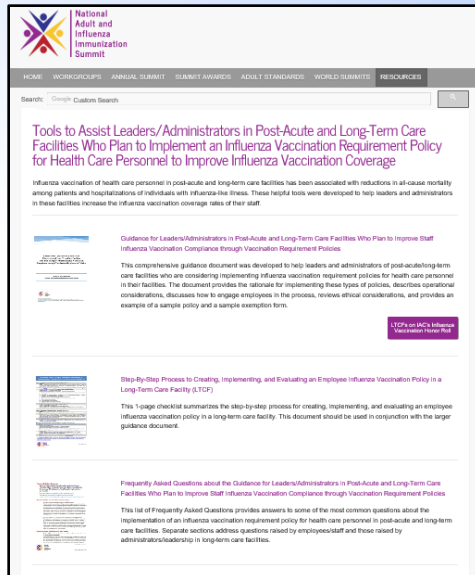 National
Adult and
Influenza
Immunization
Summit
HOME WORKGROUPS ANNUAL SUMMIT SUMMIT AWARDS ADULT STANDARDS WORLD SUMMITS RESOURCES
Search: Google Custom Search
Tools to Assist Leaders/Administrators in Post-Acute and Long-Term Care
Facilities Who Plan to Implement an Influenza Vaccination Requirement Policy
for Health Care Personnel to Improve Influenza Vaccination Coverage
Influenza vaccination of health care personnel in post-acute and long-term care facilities has been associated with reductions in all-cause mortality
among patients and hospitalizations of individuals with influenza-like illness. These helpful tools were developed to help leaders and administrators
in these facilities increase the influenza vaccination coverage rates of their staff.
Guidance for Leaders/Administrators in Post-Acute and Long-Term Care Facilities Who Plan to Improve Staff
Influenza Vaccination Compliance through Vaccination Requirement Policies
This comprehensive guidance document was developed to help leaders and administrators of post-acute/long-term
care facilities who are considering implementing influenza vaccination requirement policies for health care personnel
in their facilities. The document provides the rationale for implementing these types of policies, describes operational
considerations, discusses how to engage employees in the process, reviews ethical considerations, and provides an
example of a sample policy and a sample exemption form.
LTCFs on IAC's Influenza
Vaccination Honor Roll
Step-By-Step Process to Creating, Implementing, and Evaluating an Employee Influenza Vaccination Policy in a
Long-Term Care Facility (LTCF)
This 1-page checklist summarizes the step-by-step process for creating, implementing, and evaluating an employee
influenza vaccination policy in a long-term care facility. This document should be used in conjunction with the larger
guidance document.
Frequently Asked Questions about the Guidance for Leaders/Administrators in Post-Acute and Long-Term Care
Facilities Who Plan to Improve Staff Influenza Vaccination Compliance through Vaccination Requirement Policies
This list of Frequently Asked Questions provides answers to some of the most common questions about the
implementation of an influenza vaccination requirement policy for health care personnel in post-acute and long-term
care facilities. Separate sections address questions raised by employees/staff and those raised by
administrators/leadership in long-term care facilities.